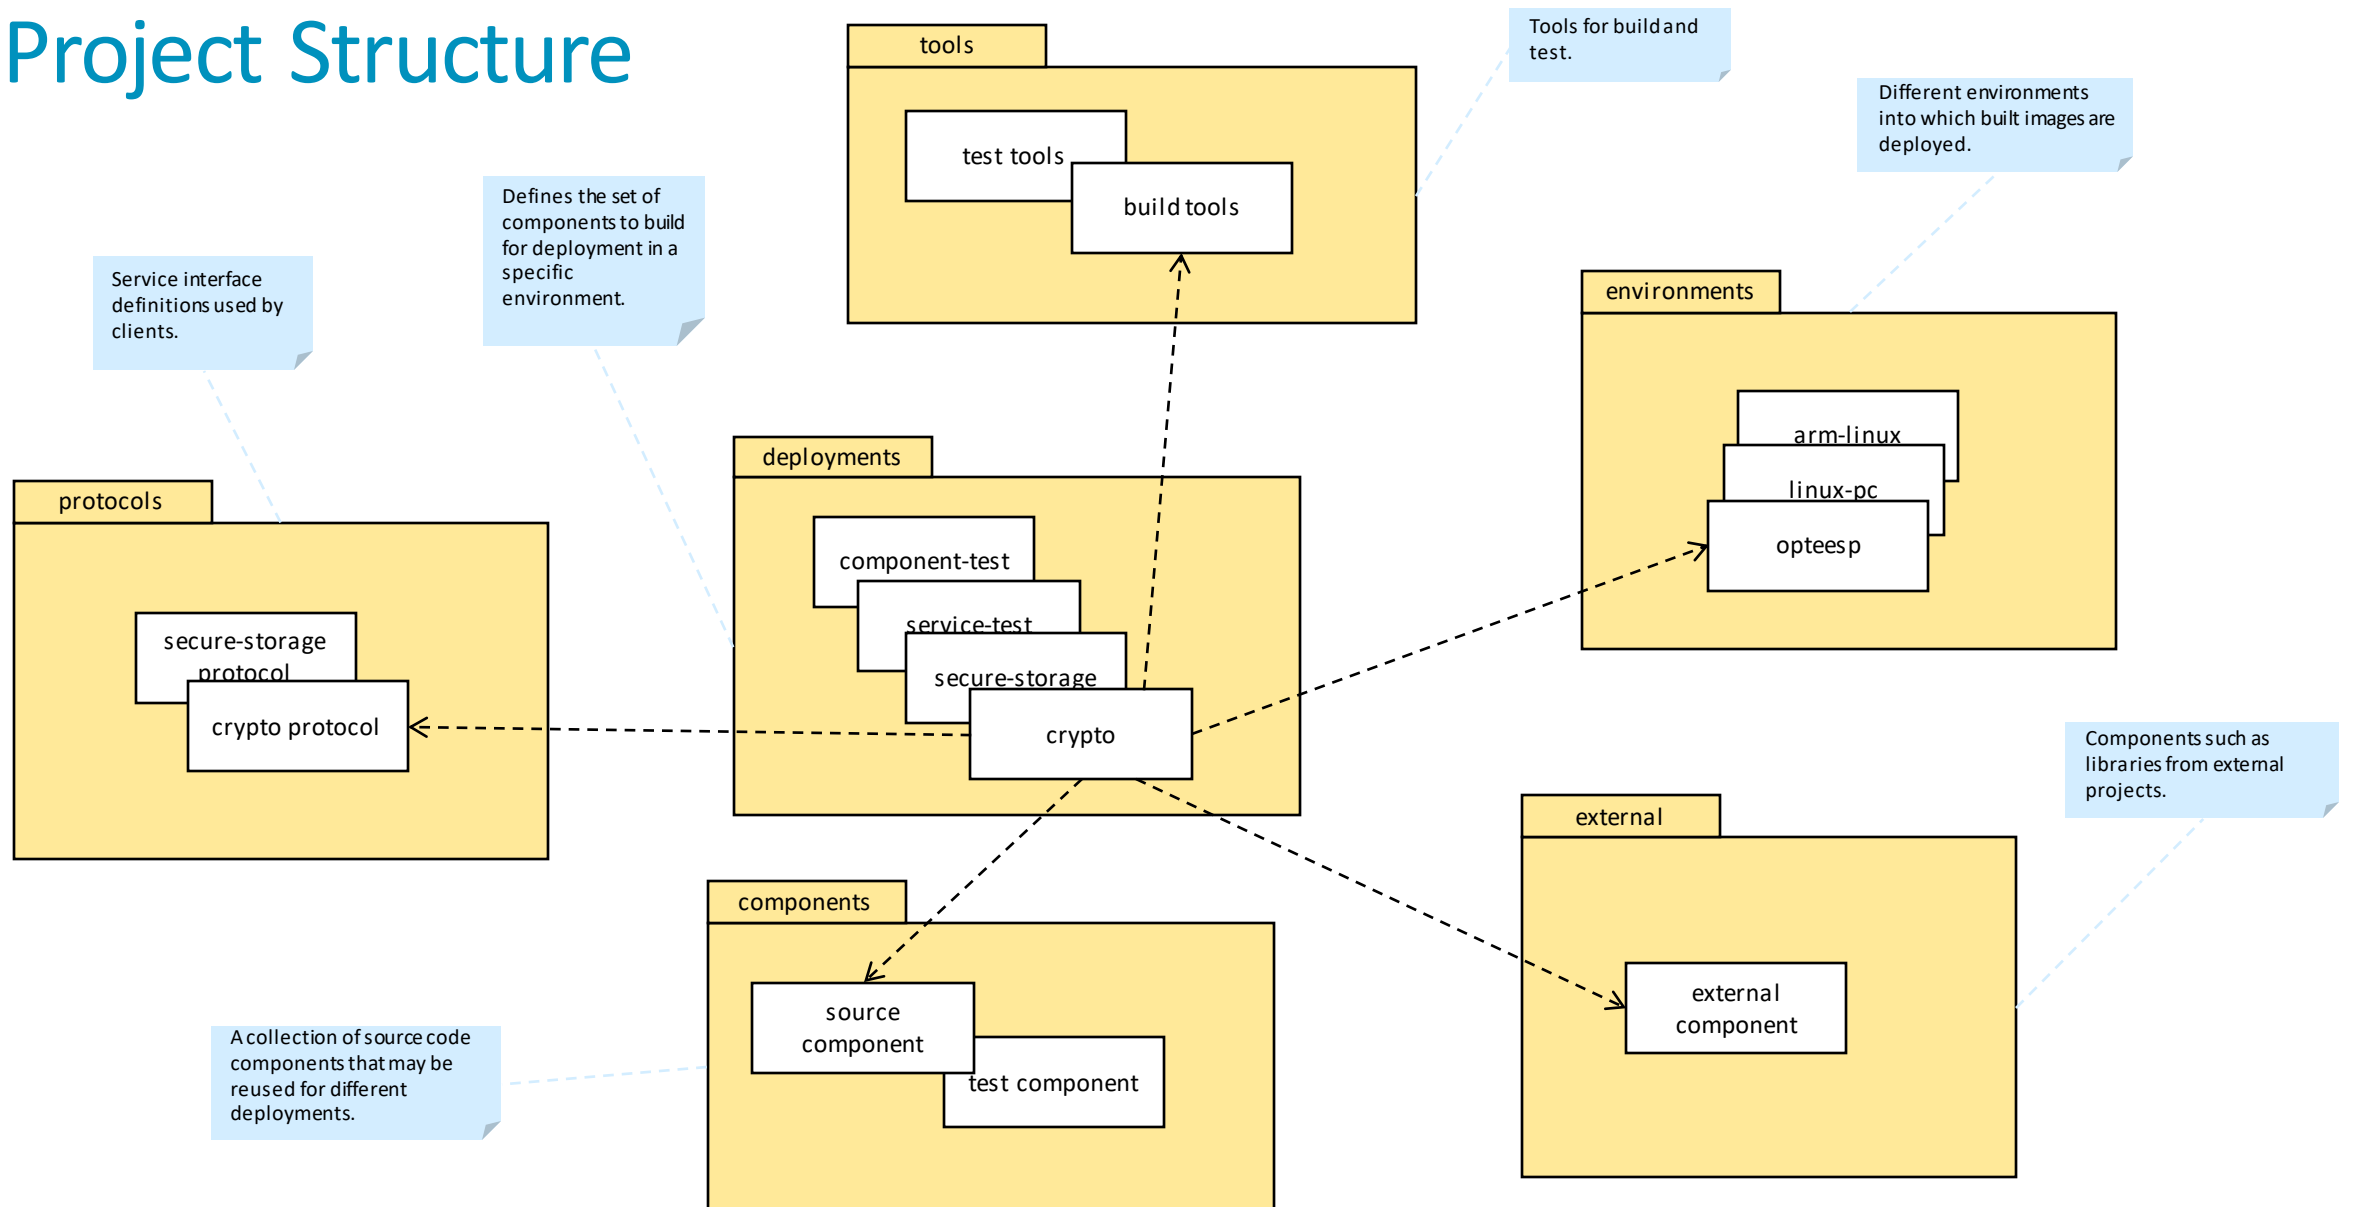 Project Structure
tools
Tools for build and
test.
test tools
build tools
Different environments
into which built images are
deployed.
Defines the set of
components to build
for deployment in a
specific
environment.
Service interface
definitions used by
clients.
environments
arm-linux
linux-pc
opteesp
deployments
component-test
service-test
secure-storage
crypto
protocols
secure-storage
protocol
crypto protocol
Components such as
libraries from external
projects.
external
external
component
components
source
component
test component
A collection of source code
components that may be
reused for different
deployments.